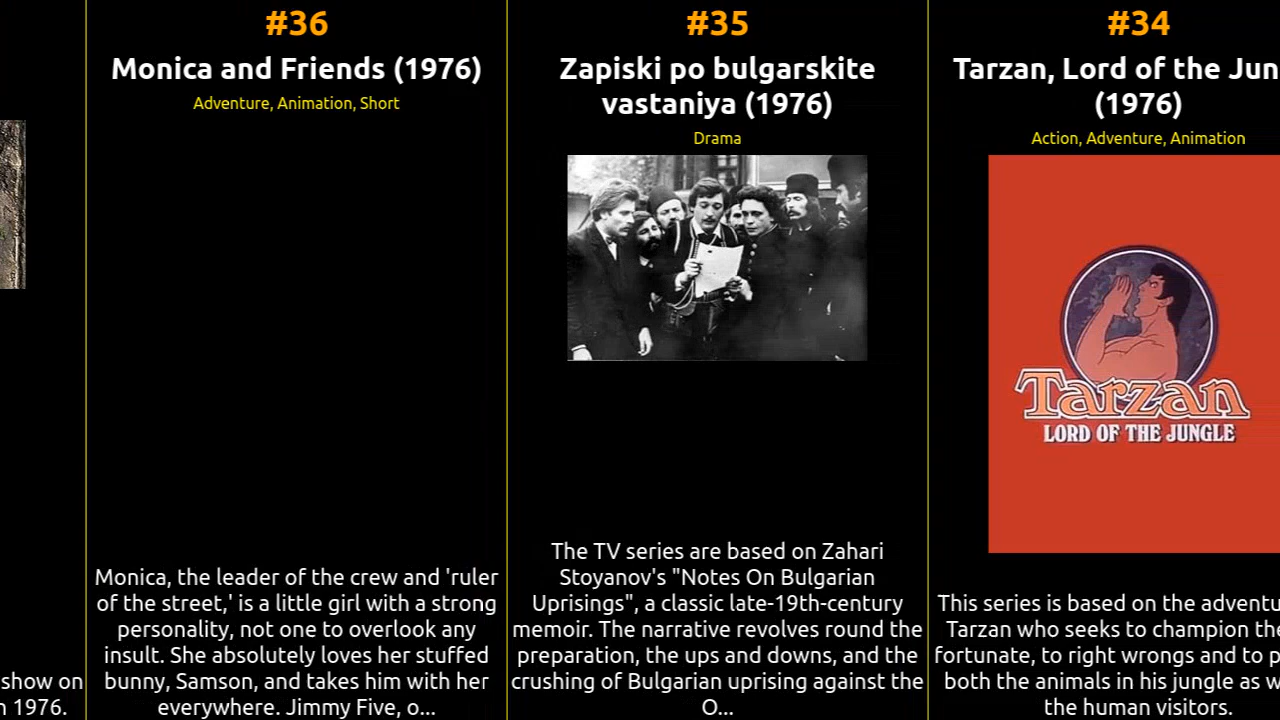 show on
1976.
#36
Monica and Friends (1976)
Adventure, Animation, Short
Monica, the leader of the crew and 'ruler
of the street,' is a little girl with a strong
personality, not one to overlook any
insult. She absolutely loves her stuffed
bunny, Samson, and takes him with her
everywhere. Jimmy Five, o...
#35
Zapiski po bulgarskite
vastaniya (1976)
Drama
The TV series are based on Zahari
Stoyanov's "Notes On Bulgarian
Uprisings", a classic late-19th-century
memoir. The narrative revolves round the
preparation, the ups and downs, and the
crushing of Bulgarian uprising against the
O...
#34
Tarzan, Lord of the Jun
(1976)
Action, Adventure, Animation
Tarzan
LORD OF THE JUNGLE
This series is based on the adventu
Tarzan who seeks to champion the
fortunate, to right wrongs and to p
both the animals in his jungle as w
the human visitors.